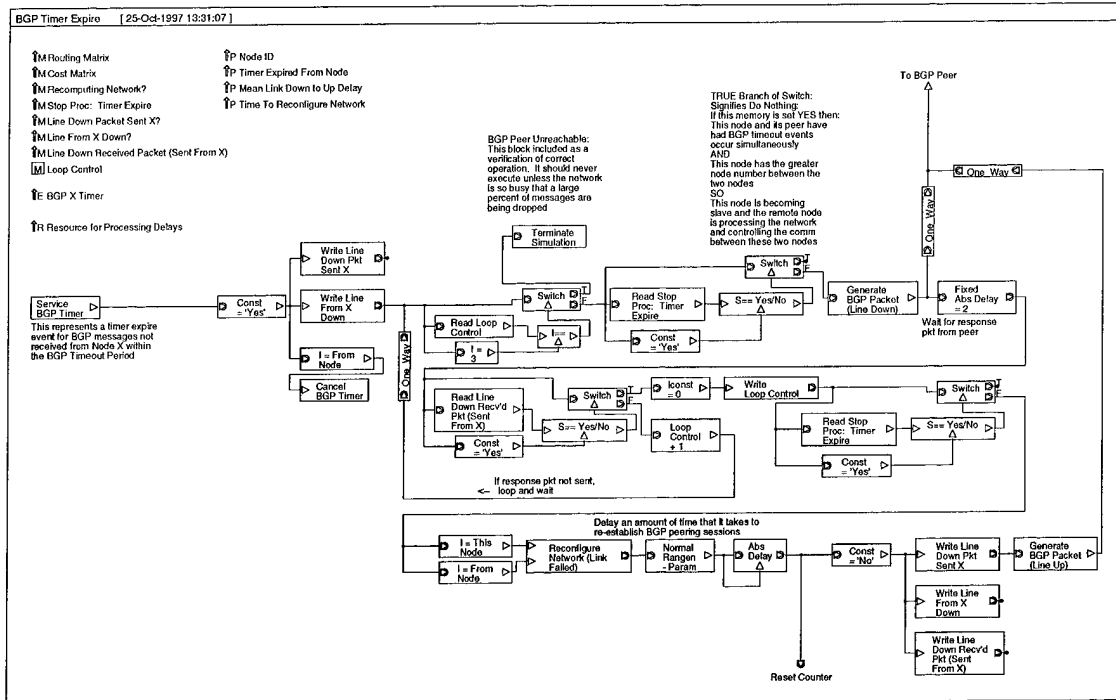 BGP Timer Expire [ 25-Oct-1997 13:31:07 ]
⇑M Routing Matrix
⇑M Cost Matrix
⇑M Recomputing Network?
⇑M Stop Proc: Timer Expire
⇑M Line Down Packet Sent X?
⇑M Line From X Down?
⇑M Line Down Received Packet (Sent From X)
M Loop Control
⇑E BGP X Timer
⇑R Resource for Processing Delays
⇑P Node ID
⇑P Timer Expired From Node
⇑P Mean Link Down to Up Delay
⇑P Time To Reconfigure Network
BGP Peer Unreachable:
This block included as a
verification of correct
operation. It should never
execute unless the network
is so busy that a large
percent of messages are
being dropped
TRUE Branch of Switch:
Signifies Do Nothing:
If this memory is set YES then:
This node and its peer have
had BGP timeout events
occur simultaneously
AND
This node has the greater
node number between the
two nodes
SO
This node is becoming
slave and the remote node
is processing the network
and controlling the comm
between these two nodes
To BGP Peer
One_Way
One_Way
Service
BGP Timer
This represents a timer expire
event for BGP messages not
received from Node X within
the BGP Timeout Period
Const
= 'Yes'
Write Line
Down Pkt
Sent X
Write Line
From X
Down
I = From
Node
Cancel
BGP Timer
One_Way
Terminate
Simulation
Switch
T
F
Read Loop
Control
I =
3
I==
Read Stop
Proc: Timer
Expire
Const
= 'Yes'
S== Yes/No
Switch
T
F
Generate
BGP Packet
(Line Down)
Fixed
Abs Delay
= 2
Wait for response
pkt from peer
Read Line
Down Recv'd
Pkt (Sent
From X)
Const
= 'Yes'
S== Yes/No
Switch
T
F
Iconst
= 0
Write
Loop Control
Loop
Control
+ 1
If response pkt not sent,
<– loop and wait
Read Stop
Proc: Timer
Expire
Const
= 'Yes'
S== Yes/No
Switch
T
F
Delay an amount of time that it takes to
re-establish BGP peering sessions
I = This
Node
I = From
Node
Reconfigure
Network (Link
Failed)
Normal
Rangen
- Param
Abs
Delay
Reset Counter
Const
= 'No'
Write Line
Down Pkt
Sent X
Generate
BGP Packet
(Line Up)
Write Line
From X
Down
Write Line
Down Recv'd
Pkt (Sent
From X)